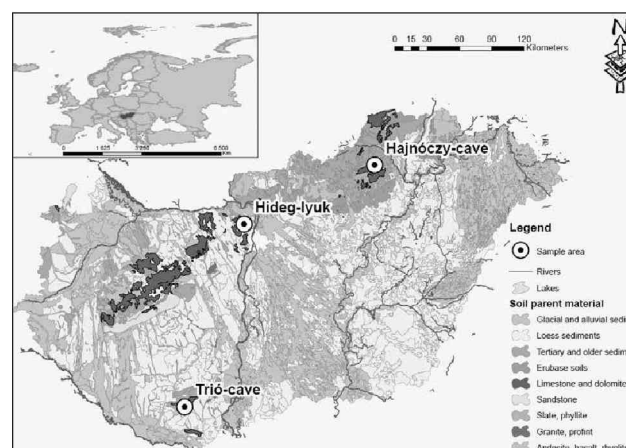 0 15 30 60 90 120
Kilometers
N
Hajnóczy-cave
Hideg-lyuk
Trió-cave
Legend
Sample area
Rivers
Lakes
Soil parent material
Glacial and alluvial sedi
Loess sediments
Tertiary and older sedim
Erubase soils
Limestone and dolomite
Sandstone
Slate, phyllite